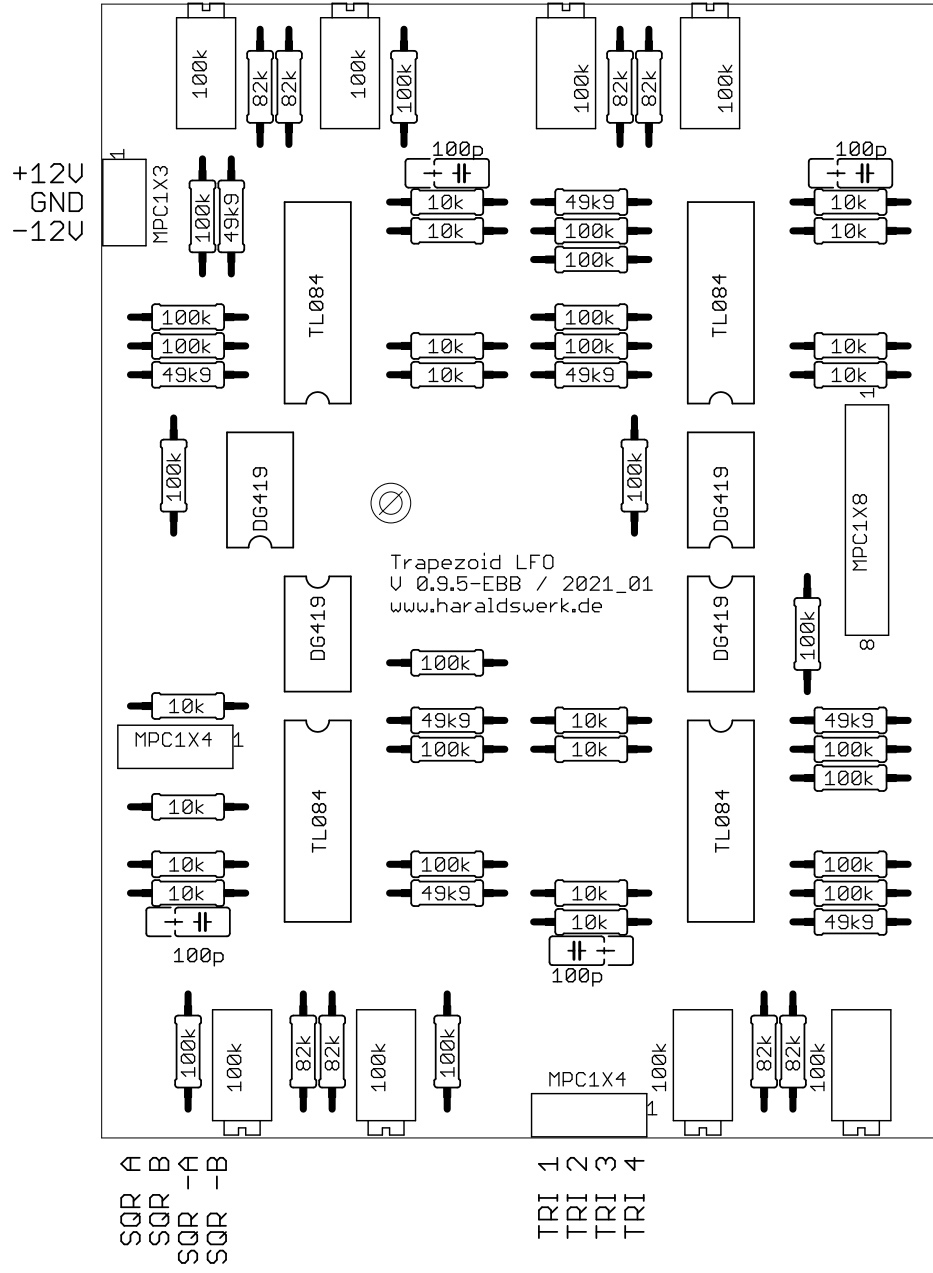 100k
82k
82k
100k
100k
100k
82k
82k
100k
100p
100p
+12V
GND
-12V
1
MPC1X3
100k
49k9
10k
10k
49k9
100k
100k
10k
10k
TL084
TL084
100k
100k
49k9
10k
10k
100k
100k
49k9
10k
10k
1
100k
DG419
100k
DG419
MPC1X8
8
Trapezoid LFO
V 0.9.5-EBB / 2021_01
www.haraldswerk.de
DG419
DG419
100k
100k
10k
MPC1X4 1
49k9
100k
10k
10k
49k9
100k
100k
10k
TL084
TL084
10k
10k
100p
100k
49k9
10k
10k
100p
100k
100k
49k9
100k
100k
82k
82k
100k
100k
MPC1X4
1
100k
82k
82k
100k
SQR A
SQR B
SQR -A
SQR -B
TRI 1
TRI 2
TRI 3
TRI 4